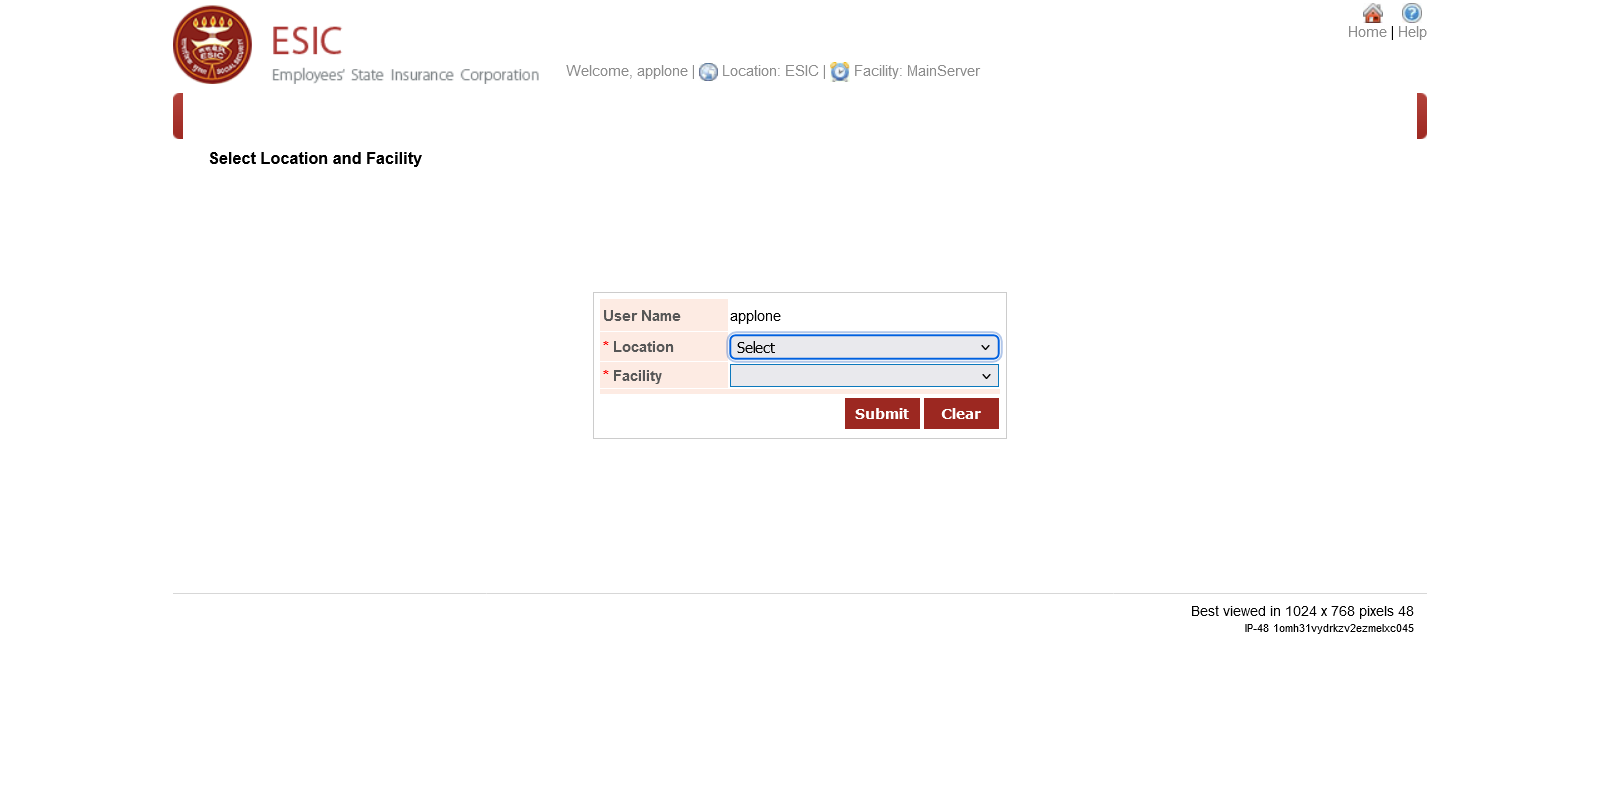 ESIC
Employees' State Insurance Corporation
Welcome, applone | Location: ESIC | Facility: MainServer
Home | Help
Select Location and Facility
User Name applone
* Location Select
* Facility
Submit Clear
Best viewed in 1024 x 768 pixels 48
IP-48 1omh31vydrkzv2ezmelxc045